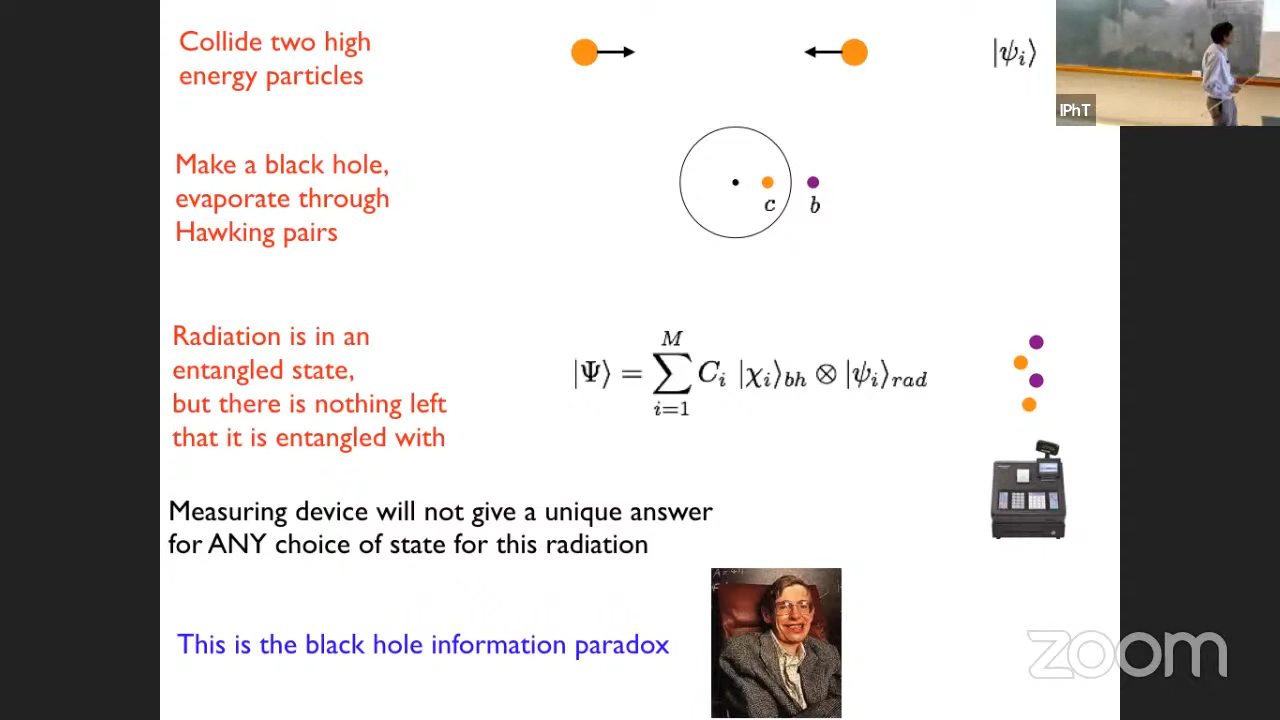 Collide two high
energy particles
|ψ_i⟩
IPhT
Make a black hole,
evaporate through
Hawking pairs
c
b
Radiation is in an
entangled state,
but there is nothing left
that it is entangled with
|Ψ⟩ = \sum_{i=1}^{M} C_i |χ_i⟩_{bh} ⊗ |ψ_i⟩_{rad}
Measuring device will not give a unique answer
for ANY choice of state for this radiation
This is the black hole information paradox
zoom